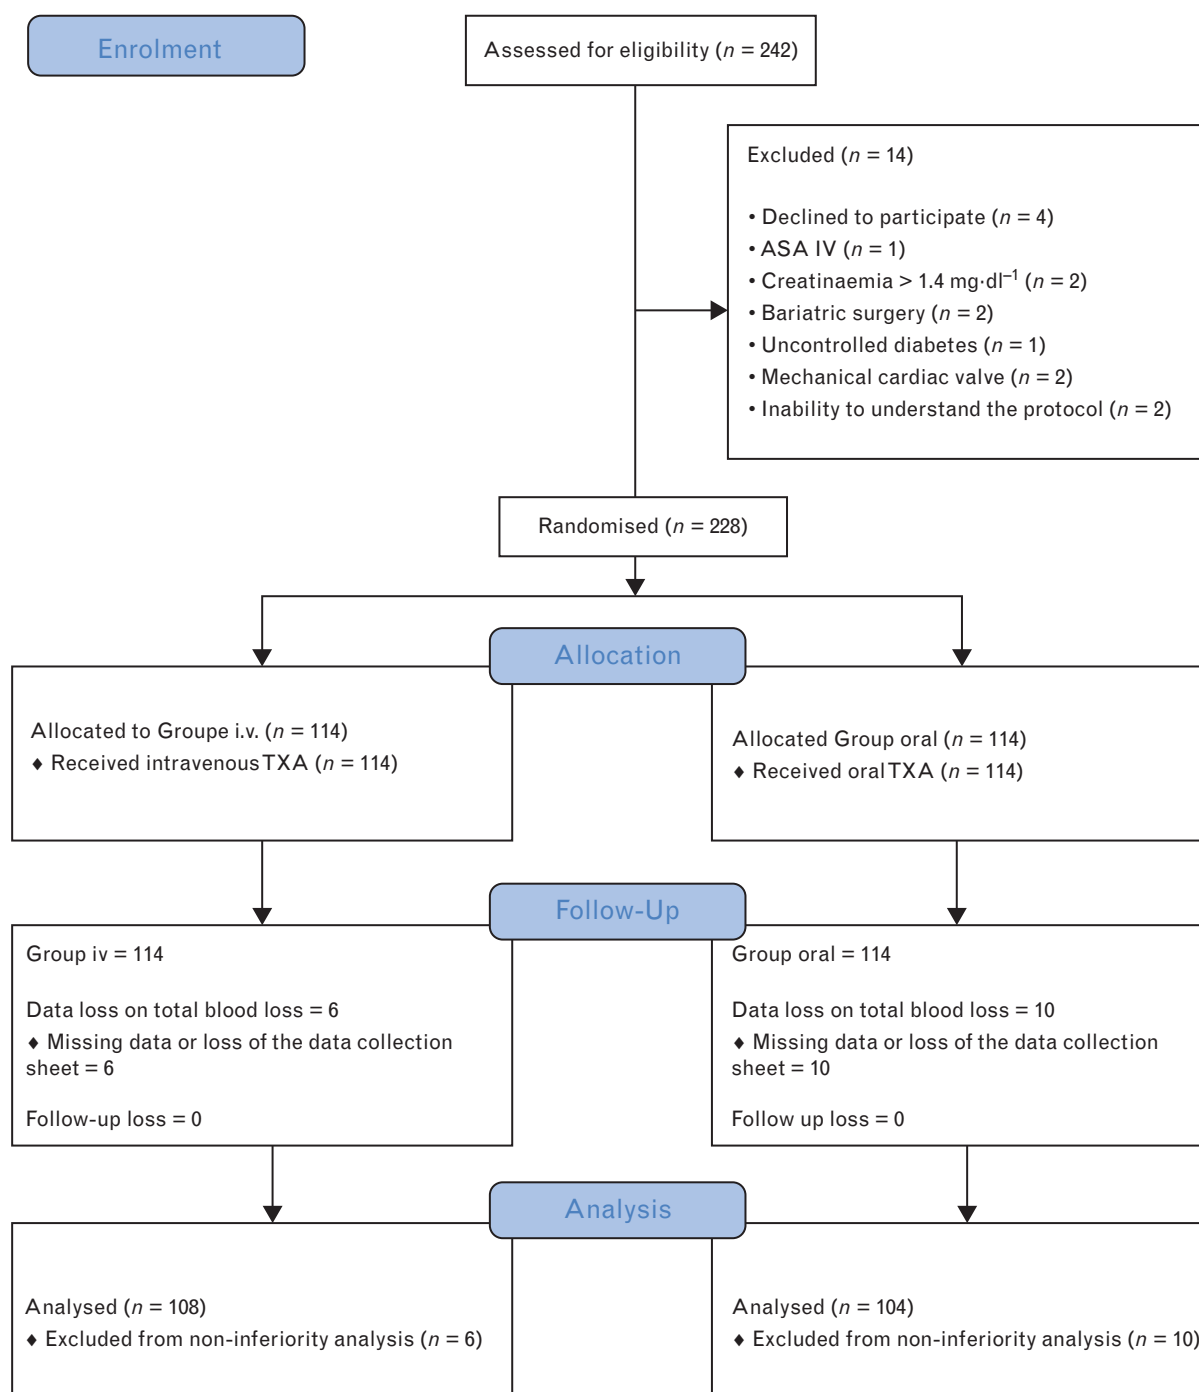 Enrolment
Assessed for eligibility (n = 242)
Excluded (n = 14)
• Declined to participate (n = 4)
• ASA IV (n = 1)
• Creatinaemia > 1.4 mg·dl⁻¹ (n = 2)
• Bariatric surgery (n = 2)
• Uncontrolled diabetes (n = 1)
• Mechanical cardiac valve (n = 2)
• Inability to understand the protocol (n = 2)
Randomised (n = 228)
Allocation
Allocated to Groupe i.v. (n = 114)
♦ Received intravenous TXA (n = 114)
Allocated Group oral (n = 114)
♦ Received oral TXA (n = 114)
Follow-Up
Group iv = 114
Data loss on total blood loss = 6
♦ Missing data or loss of the data collection
sheet = 6
Follow-up loss = 0
Group oral = 114
Data loss on total blood loss = 10
♦ Missing data or loss of the data collection
sheet = 10
Follow up loss = 0
Analysis
Analysed (n = 108)
♦ Excluded from non-inferiority analysis (n = 6)
Analysed (n = 104)
♦ Excluded from non-inferiority analysis (n = 10)